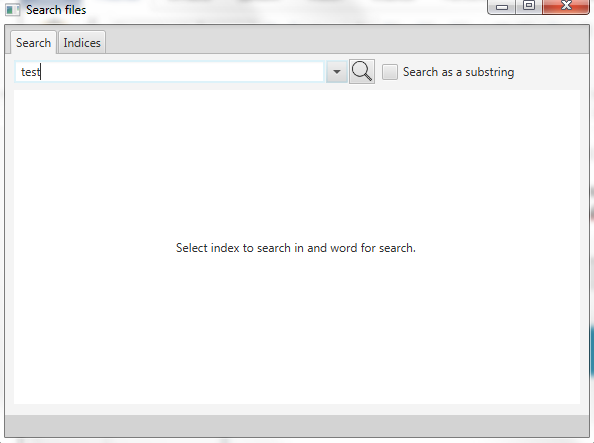 Search files
Search Indices
test Search as a substring
Select index to search in and word for search.